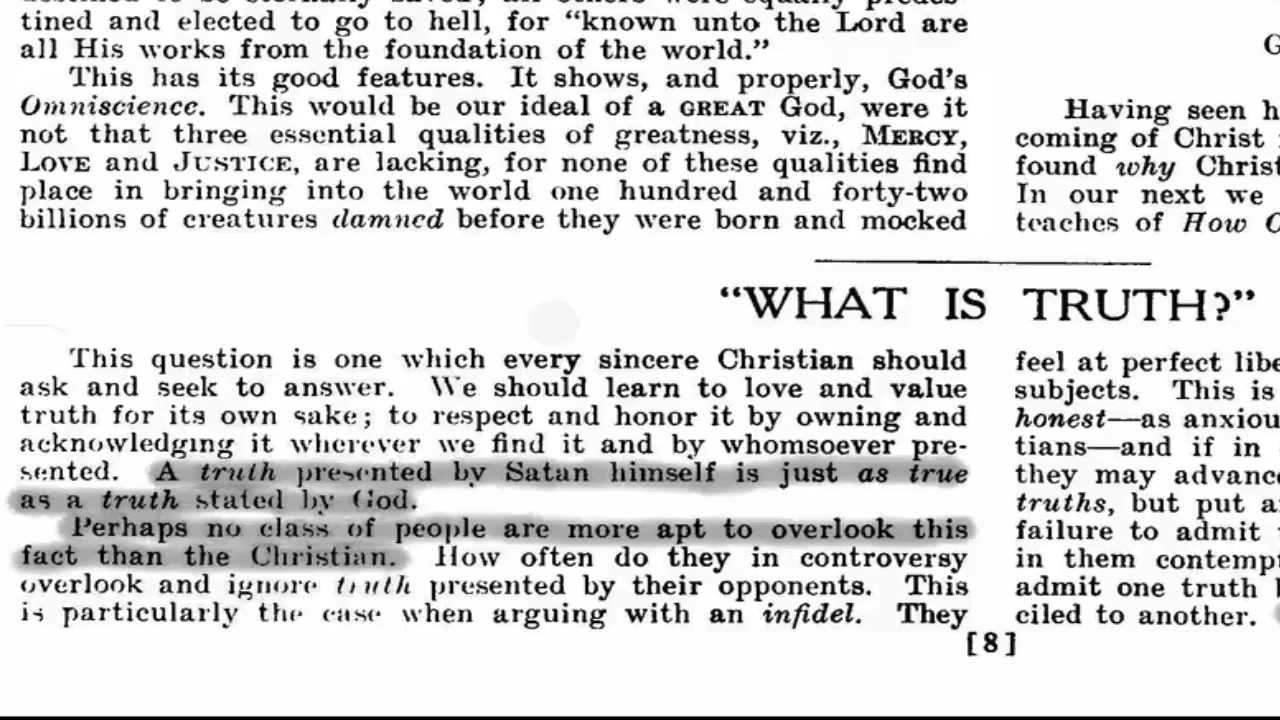 tined and elected to go to hell, for “known unto the Lord are
all His works from the foundation of the world.”
This has its good features. It shows, and properly, God’s
Omniscience. This would be our ideal of a GREAT God, were it
not that three essential qualities of greatness, viz., MERCY,
LOVE and JUSTICE, are lacking, for none of these qualities find
place in bringing into the world one hundred and forty-two
billions of creatures damned before they were born and mocked
Having seen
coming of Christ
found why Christ
In our next we
teaches of How
“WHAT IS TRUTH?”
This question is one which every sincere Christian should
ask and seek to answer. We should learn to love and value
truth for its own sake; to respect and honor it by owning and
acknowledging it wherever we find it and by whomsoever pre-
sented. A truth presented by Satan himself is just as true
as a truth stated by God.
Perhaps no class of people are more apt to overlook this
fact than the Christian. How often do they in controversy
overlook and ignore truth presented by their opponents. This
is particularly the case when arguing with an infidel. They
feel at perfect
subjects. This is
honest—as
tians—and if in
they may
truths, but put
failure to admit
in them
admit one truth
ciled to another.
[8]